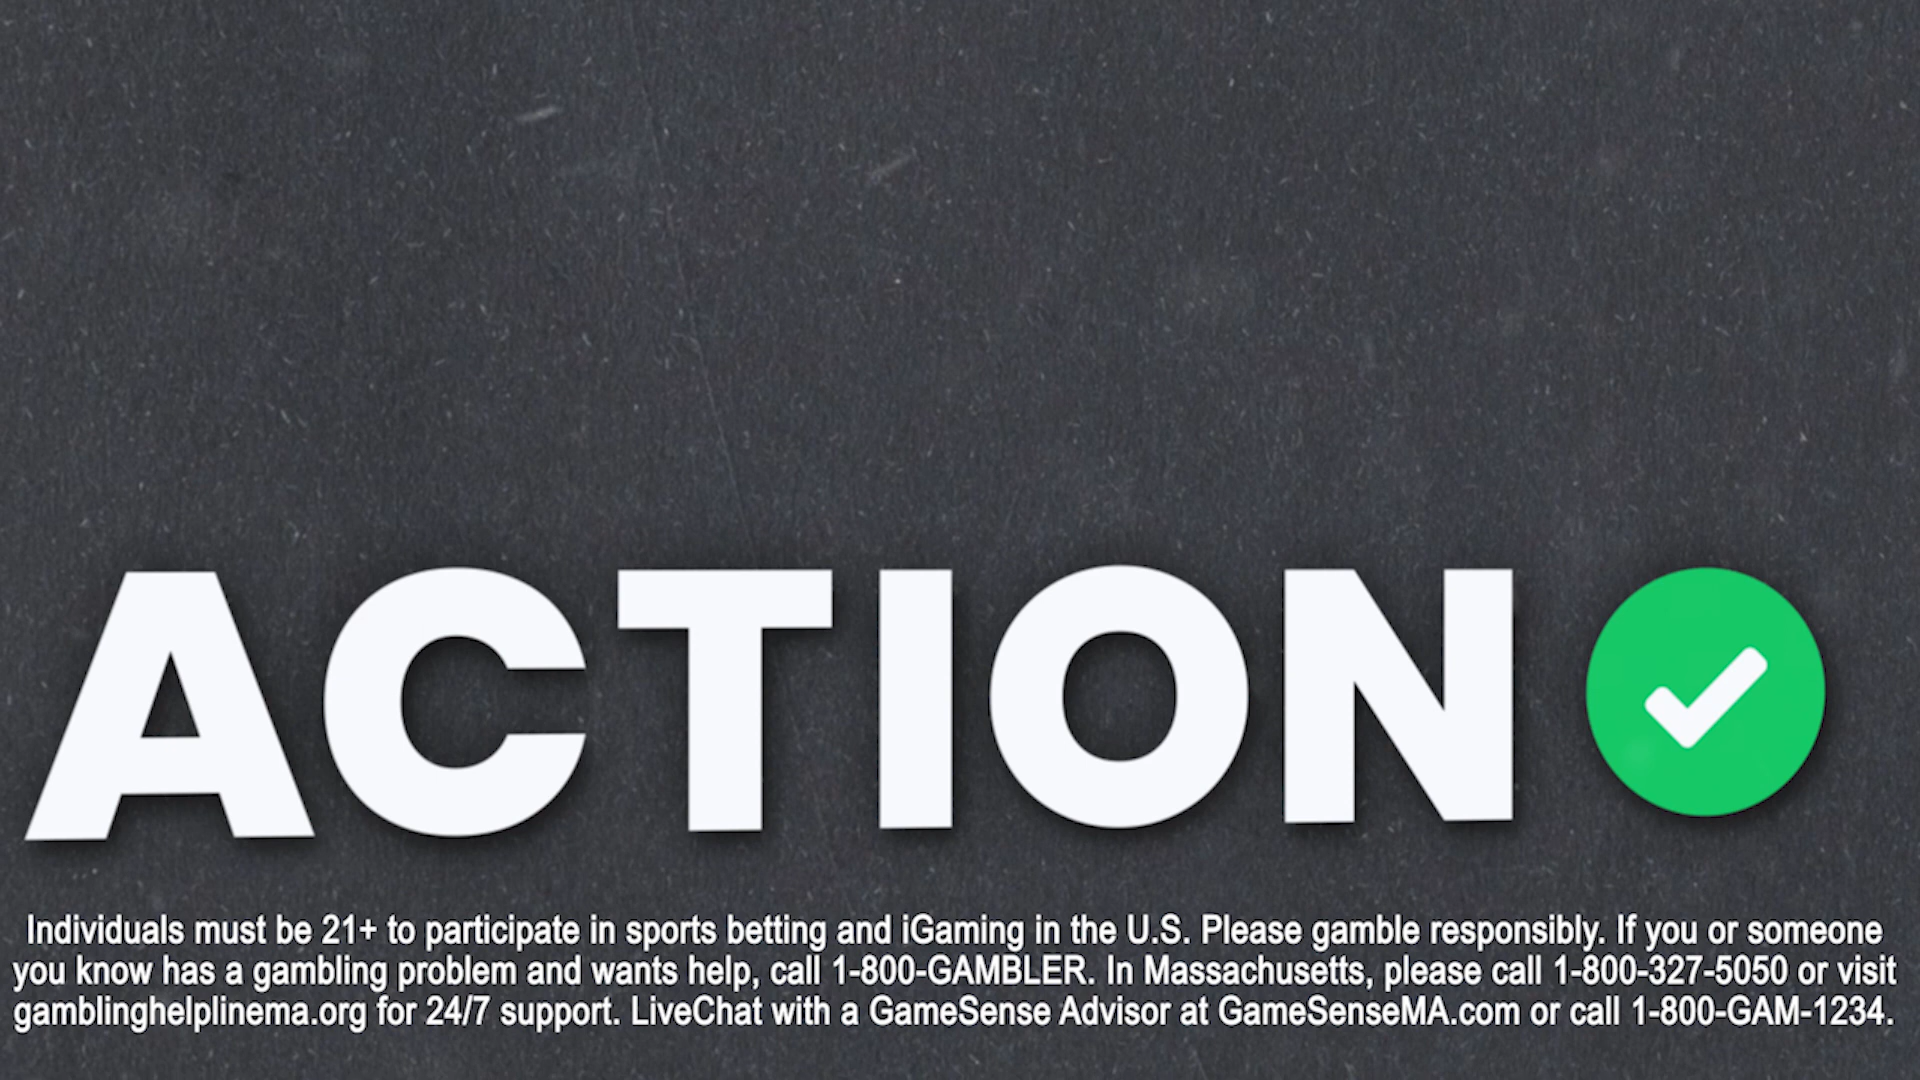 ACTION
Individuals must be 21+ to participate in sports betting and iGaming in the U.S. Please gamble responsibly. If you or someone
you know has a gambling problem and wants help, call 1-800-GAMBLER. In Massachusetts, please call 1-800-327-5050 or visit
gamblinghelplinema.org for 24/7 support. LiveChat with a GameSense Advisor at GameSenseMA.com or call 1-800-GAM-1234.